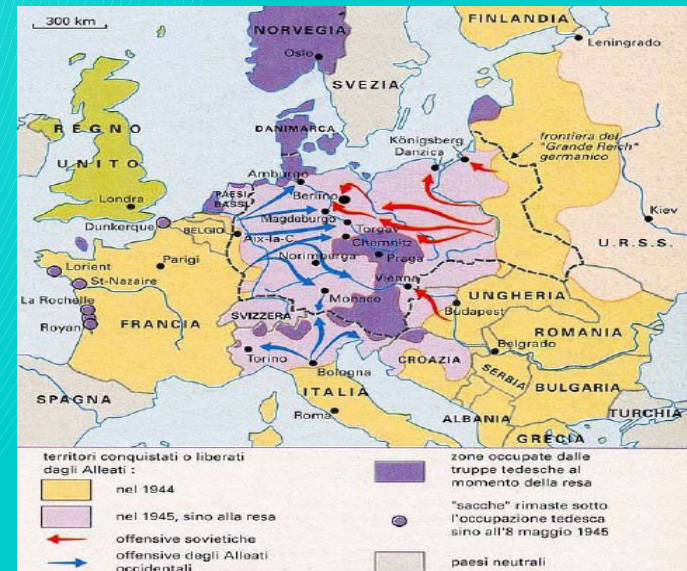 300 km
FINLANDIA
NORVEGIA
Oslo
Leningrado
SVEZIA
REGNO
UNITO
DANIMARCA
Königsberg
Danzica
frontiera del
"Grande Reich"
germanico
Amburgo
Londra
PAESI
BASSI
Berlino
Magdeburgo
Kiev
Dunkerque
BELGIO
Torgav
Aix-la-C
Chemnitz
U.R.S.S.
Lorient
Parigi
Norimberga
Praga
St-Nazaire
Vienna
La Rochelle
Monaco
UNGHERIA
Budapest
FRANCIA
SVIZZERA
Royan
ROMANIA
Torino
CROAZIA
Belgrado
Bologna
SERBIA
SPAGNA
ITALIA
BULGARIA
Roma
ALBANIA
TURCHIA
GRECIA
territori conquistati o liberati
dagli Alleati :
nel 1944
nel 1945, sino alla resa
offensive sovietiche
offensive degli Alleati
occidentali
zone occupate dalle
truppe tedesche al
momento della resa
"sacche" rimaste sotto
l'occupazione tedesca
sino all'8 maggio 1945
paesi neutrali